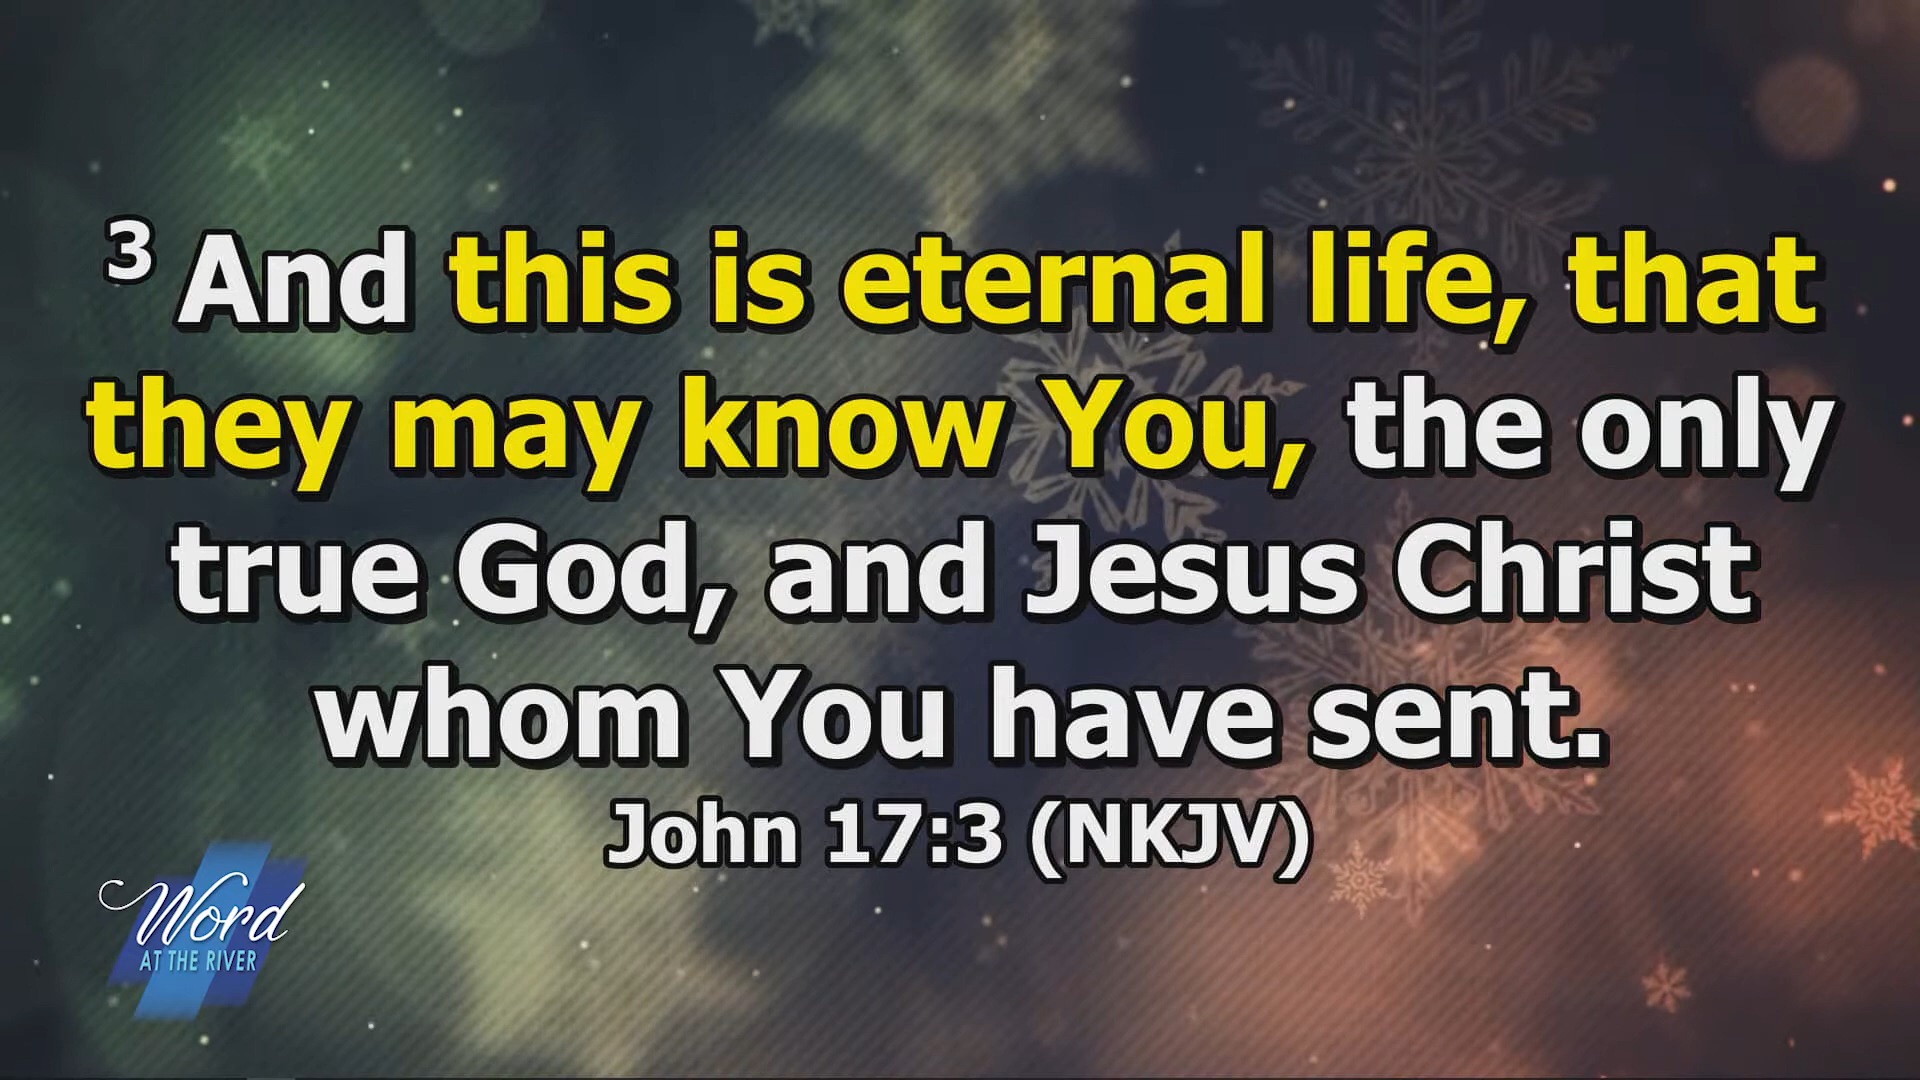 3 And this is eternal life, that
they may know You, the only
true God, and Jesus Christ
whom You have sent.
John 17:3 (NKJV)
Word
AT THE RIVER